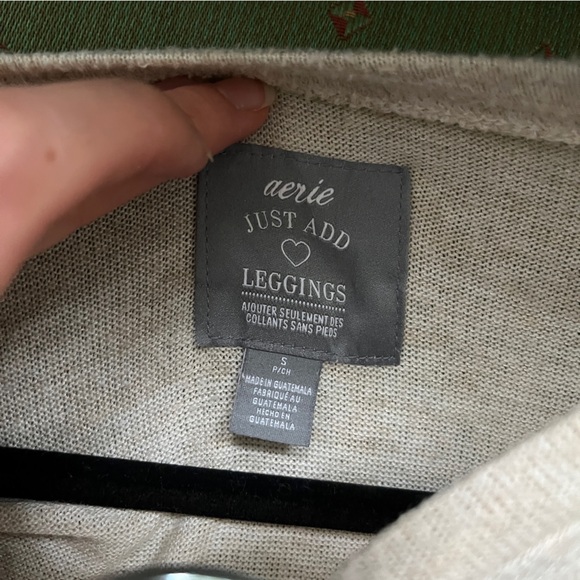 aerie
JUST ADD
LEGGINGS
AJOUTER SEULEMENT DES
COLLANTS SANS PIEDS
S
P/CH
MADE IN GUATEMALA
FABRIQUÉ AU
GUATEMALA
HECHO EN
GUATEMALA